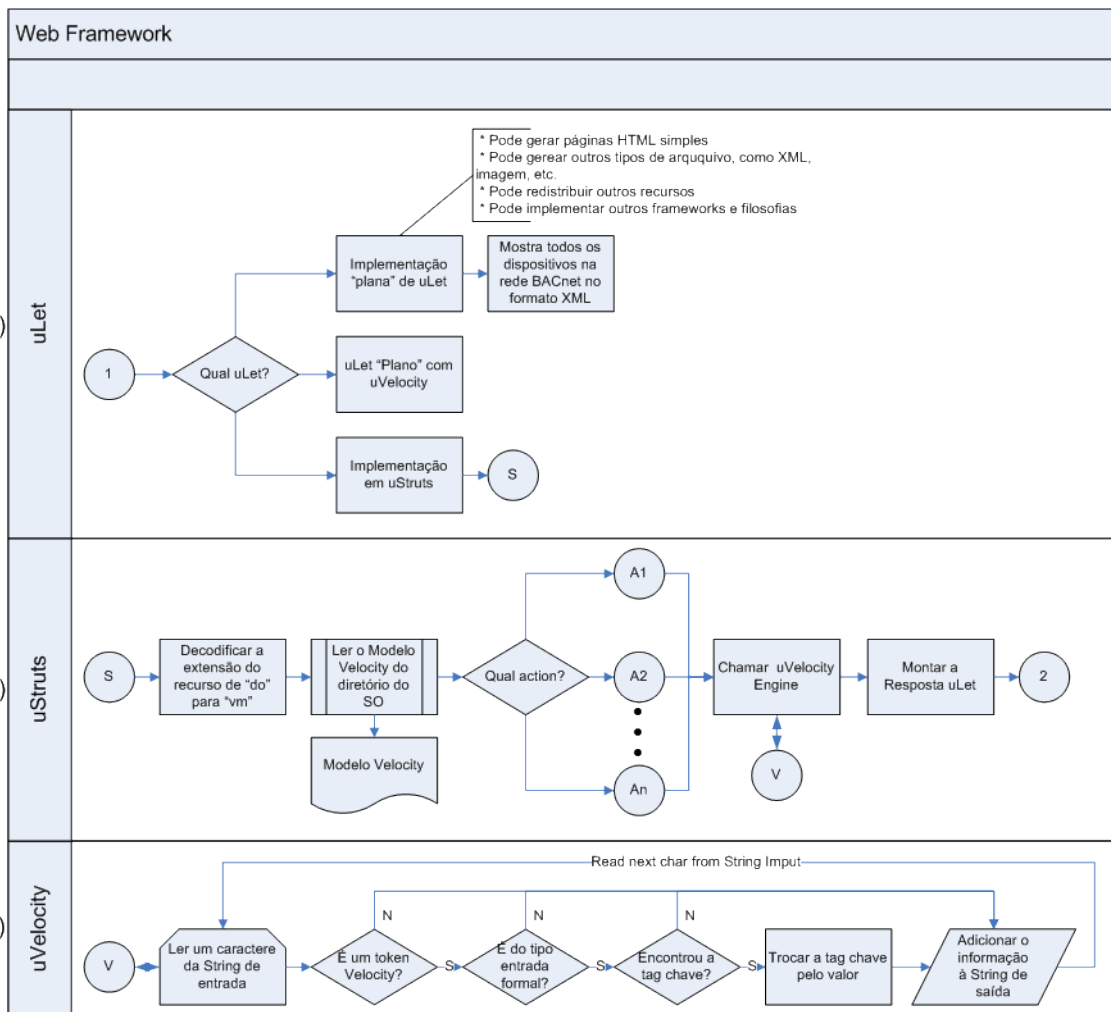 Web Framework
* Pode gerar páginas HTML simples
* Pode gerear outros tipos de aruquivo, como XML,
imagem, etc.
* Pode redistribuir outros recursos
* Pode implementar outros frameworks e filosofias
uLet
)
1
Qual uLet?
Implementação
“plana” de uLet
Mostra todos os
dispositivos na
rede BACnet no
formato XML
uLet “Plano” com
uVelocity
Implementação
em uStruts
S
uStruts
)
S
Decodificar a
extensão do
recurso de “do”
para “vm”
Ler o Modelo
Velocity do
diretório do
SO
Modelo Velocity
Qual action?
A1
A2
An
Chamar uVelocity
Engine
V
Montar a
Resposta uLet
2
uVelocity
)
Read next char from String Imput
V
Ler um caractere
da String de
entrada
É um token
Velocity?
N
S
É do tipo
entrada
formal?
N
S
Encontrou a
tag chave?
N
S
Trocar a tag chave
pelo valor
Adicionar o
informação
à String de
saída